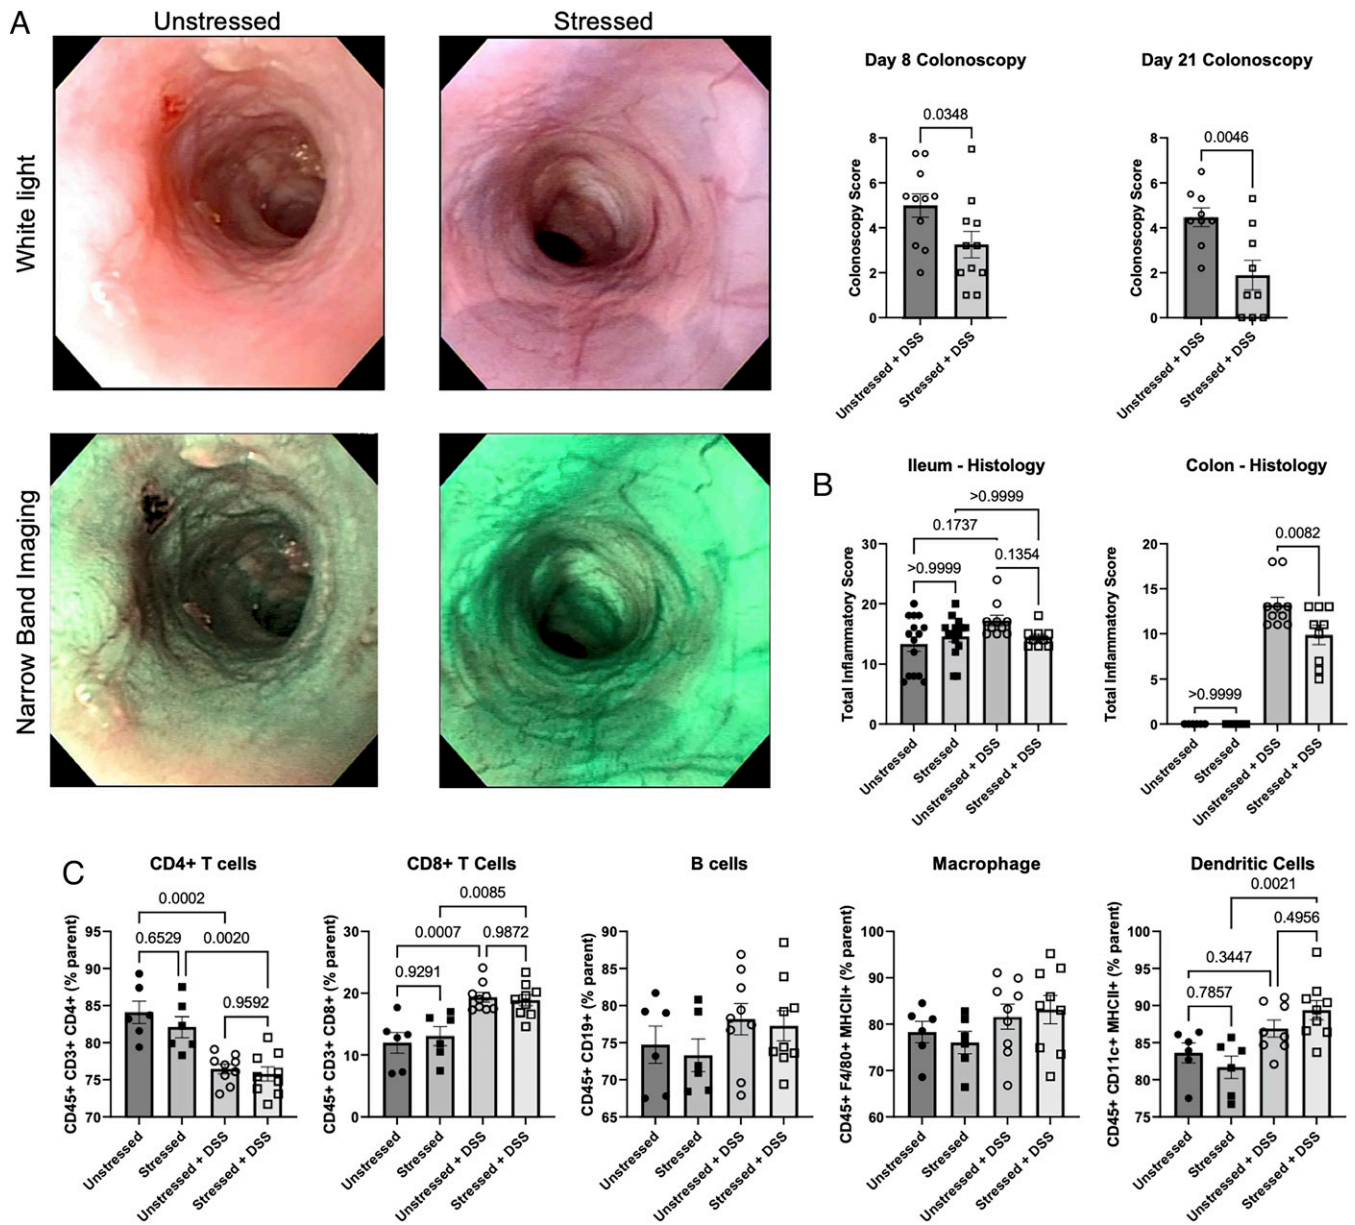 A
Unstressed
Stressed
White light
Narrow Band Imaging
Day 8 Colonoscopy
0.0348
Colonoscopy Score
8
6
4
2
0
Unstressed + DSS
Stressed + DSS
Day 21 Colonoscopy
0.0046
Colonoscopy Score
8
6
4
2
0
Unstressed + DSS
Stressed + DSS
B
Ileum - Histology
>0.9999
0.1737
0.1354
>0.9999
Total Inflammatory Score
30
20
10
0
Unstressed
Stressed
Unstressed + DSS
Stressed + DSS
Colon - Histology
0.0082
>0.9999
Total Inflammatory Score
20
15
10
5
0
Unstressed
Stressed
Unstressed + DSS
Stressed + DSS
C
CD4+ T cells
0.0002
0.6529
0.0020
0.9592
CD45+ CD3+ CD4+ (% parent)
95
90
85
80
75
70
Unstressed
Stressed
Unstressed + DSS
Stressed + DSS
CD8+ T Cells
0.0085
0.0007
0.9872
0.9291
CD45+ CD3+ CD8+ (% parent)
30
20
10
0
Unstressed
Stressed
Unstressed + DSS
Stressed + DSS
B cells
CD45+ CD19+ (% parent)
90
85
80
75
70
65
Unstressed
Stressed
Unstressed + DSS
Stressed + DSS
Macrophage
CD45+ F4/80+ MHCII+ (% parent)
100
90
80
70
60
Unstressed
Stressed
Unstressed + DSS
Stressed + DSS
Dendritic Cells
0.0021
0.4956
0.3447
0.7857
CD45+ CD11c+ MHCII+ (% parent)
100
95
90
85
80
75
Unstressed
Stressed
Unstressed + DSS
Stressed + DSS